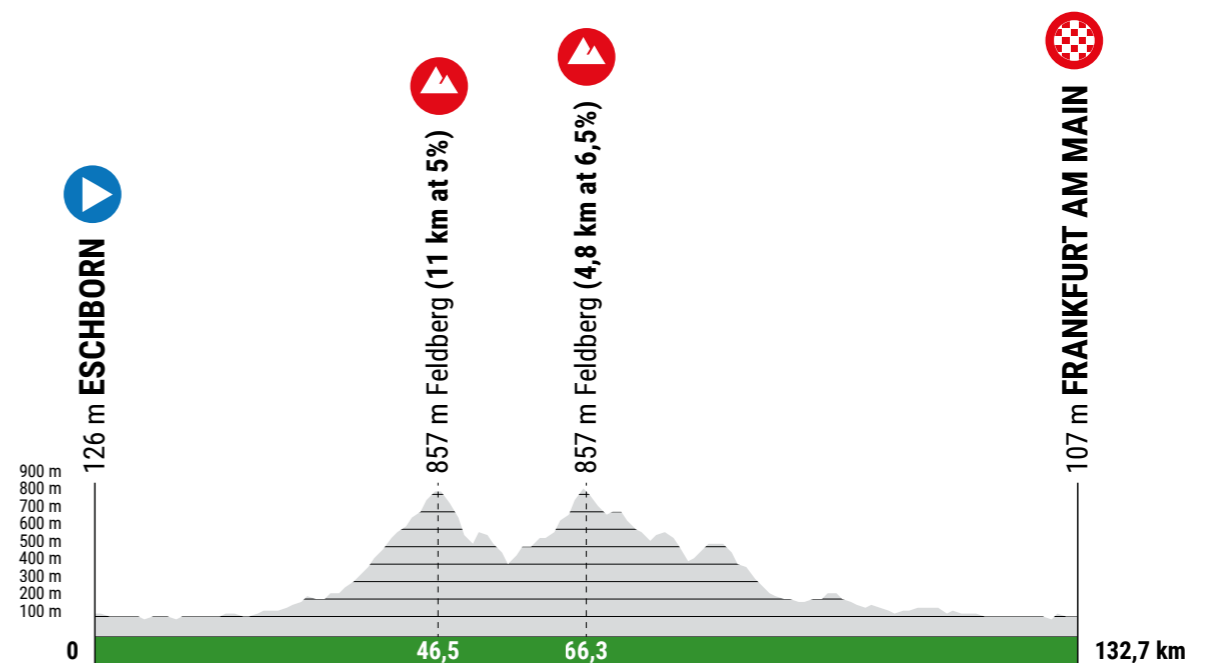 126 m ESCHBORN
857 m Feldberg (11 km at 5%)
857 m Feldberg (4,8 km at 6,5%)
107 m FRANKFURT AM MAIN
900 m
800 m
700 m
600 m
500 m
400 m
300 m
200 m
100 m
0
46,5
66,3
132,7 km